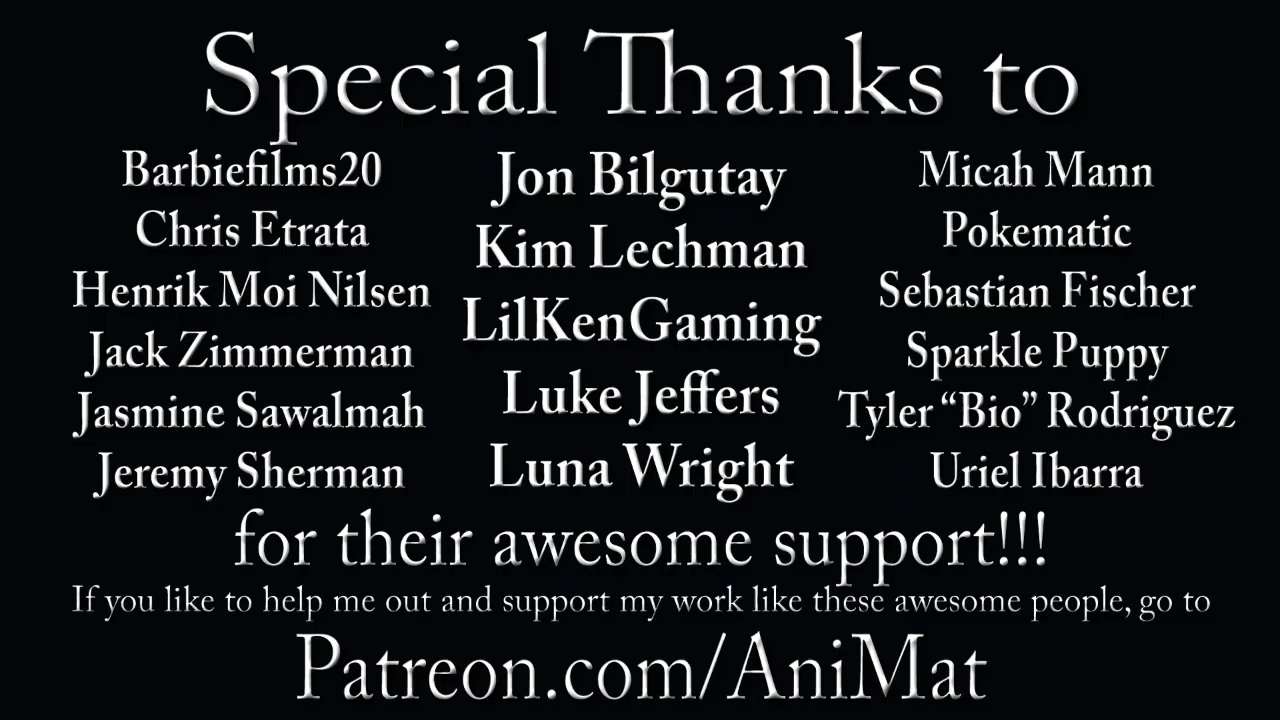 Special Thanks to
Barbiefilms20
Chris Etrata
Henrik Moi Nilsen
Jack Zimmerman
Jasmine Sawalmah
Jeremy Sherman
Jon Bilgutay
Kim Lechman
LilKenGaming
Luke Jeffers
Luna Wright
Micah Mann
Pokematic
Sebastian Fischer
Sparkle Puppy
Tyler “Bio” Rodriguez
Uriel Ibarra
for their awesome support!!!
If you like to help me out and support my work like these awesome people, go to
Patreon.com/AniMat